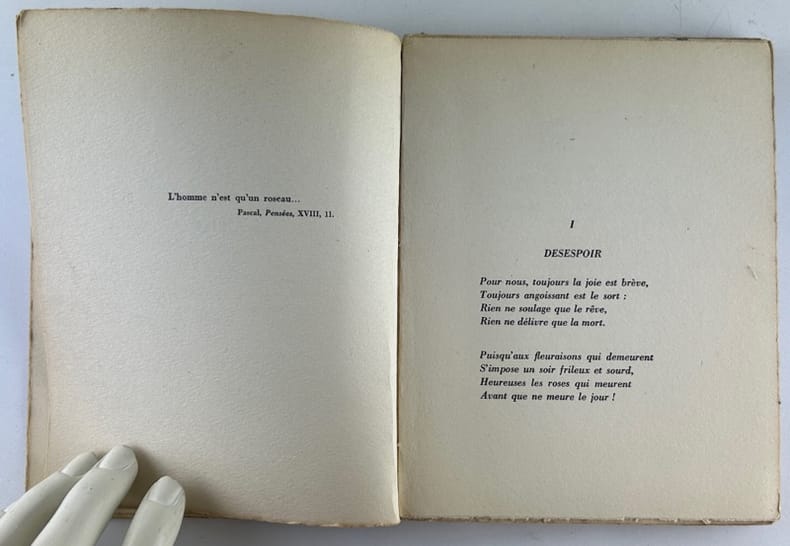 L'homme n'est qu'un roseau...
Pascal, Pensées, XVIII, 11.
I
DESESPOIR
Pour nous, toujours la joie est brève,
Toujours angoissant est le sort :
Rien ne soulage que le rêve,
Rien ne délivre que la mort.
Puisqu'aux fleuraisons qui demeurent
S'impose un soir frileux et sourd,
Heureuses les roses qui meurent
Avant que ne meure le jour !